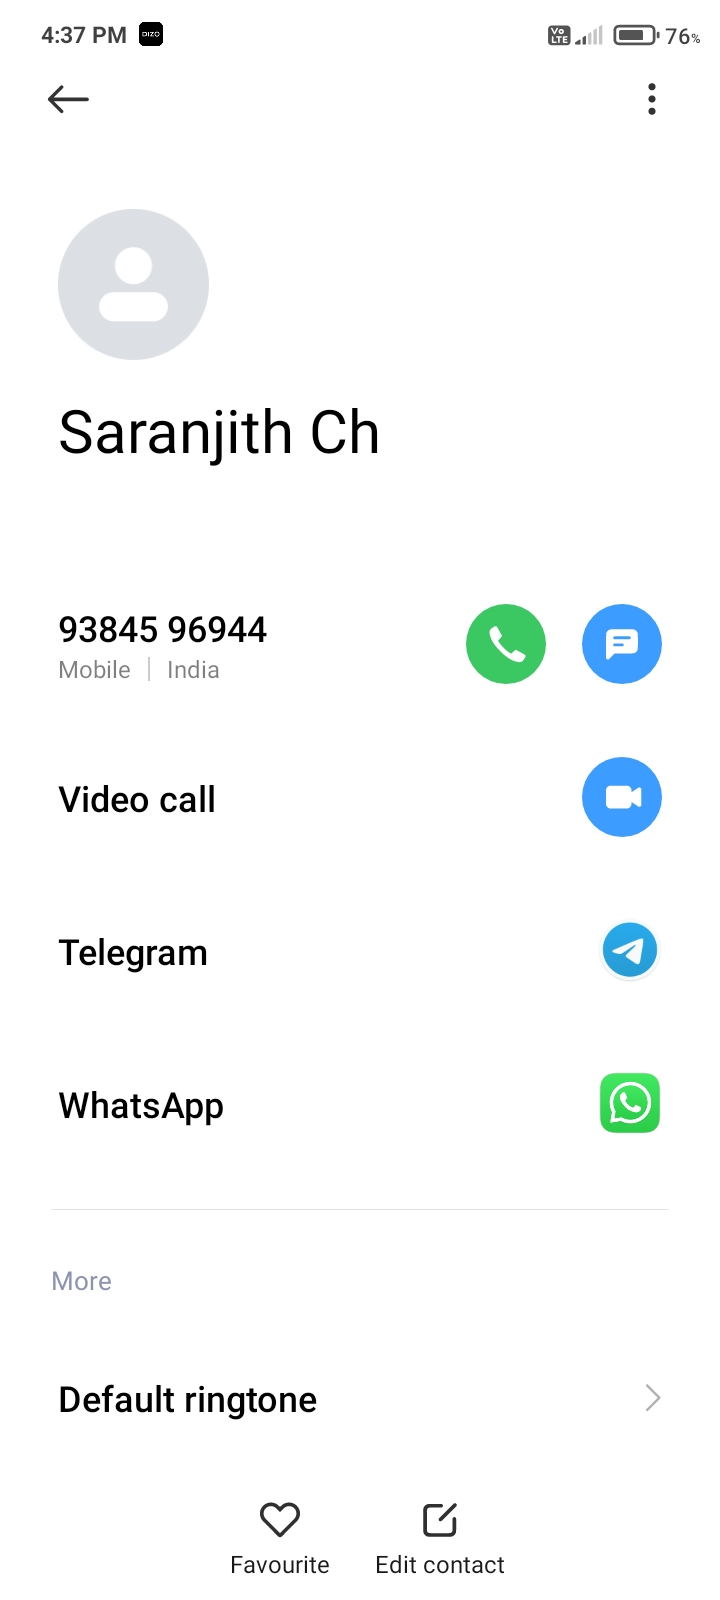 4:37 PM DIZO Vo LTE 76%
Saranjith Ch
93845 96944
Mobile India
Video call
Telegram
WhatsApp
More
Default ringtone
Favourite Edit contact